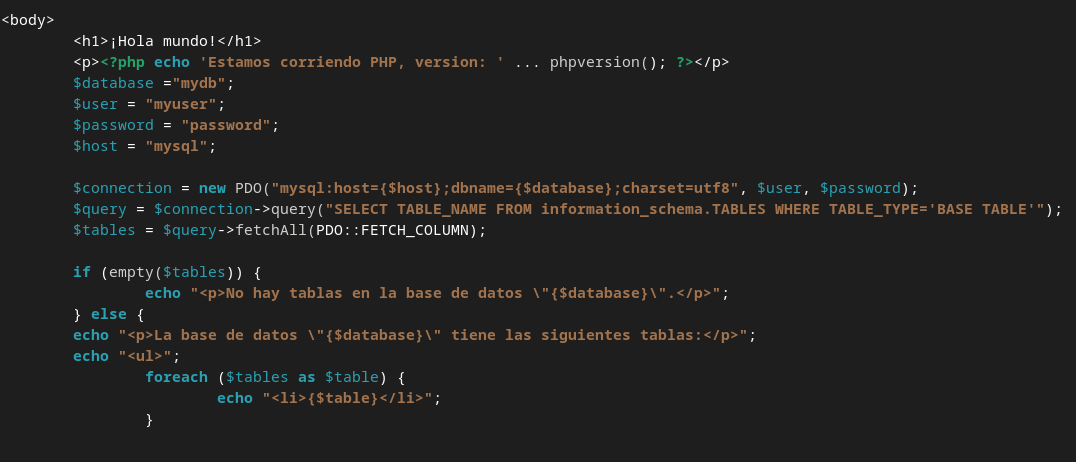 <body>
<h1>¡Hola mundo!</h1>
<p><?php echo 'Estamos corriendo PHP, version: ' ... phpversion(); ?></p>
$database ="mydb";
$user = "myuser";
$password = "password";
$host = "mysql";
$connection = new PDO("mysql:host={$host};dbname={$database};charset=utf8", $user, $password);
$query = $connection->query("SELECT TABLE_NAME FROM information_schema.TABLES WHERE TABLE_TYPE='BASE TABLE'");
$tables = $query->fetchAll(PDO::FETCH_COLUMN);
if (empty($tables)) {
echo "<p>No hay tablas en la base de datos \"{$database}\".</p>";
} else {
echo "<p>La base de datos \"{$database}\" tiene las siguientes tablas:</p>";
echo "<ul>";
foreach ($tables as $table) {
echo "<li>{$table}</li>";
}